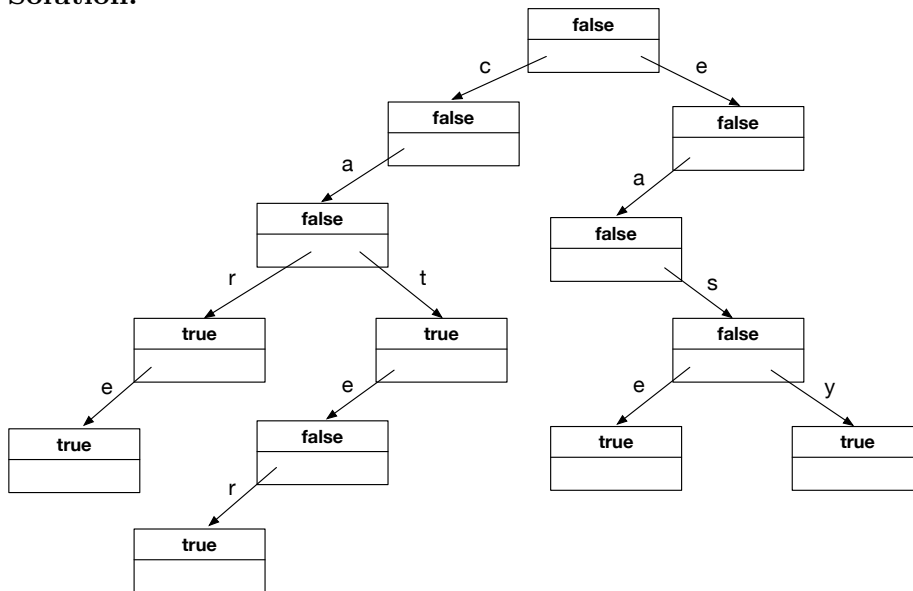 Solution:
false
c e
false false
a a
false false
r t s
true true false
e e e y
true false true true
r
true